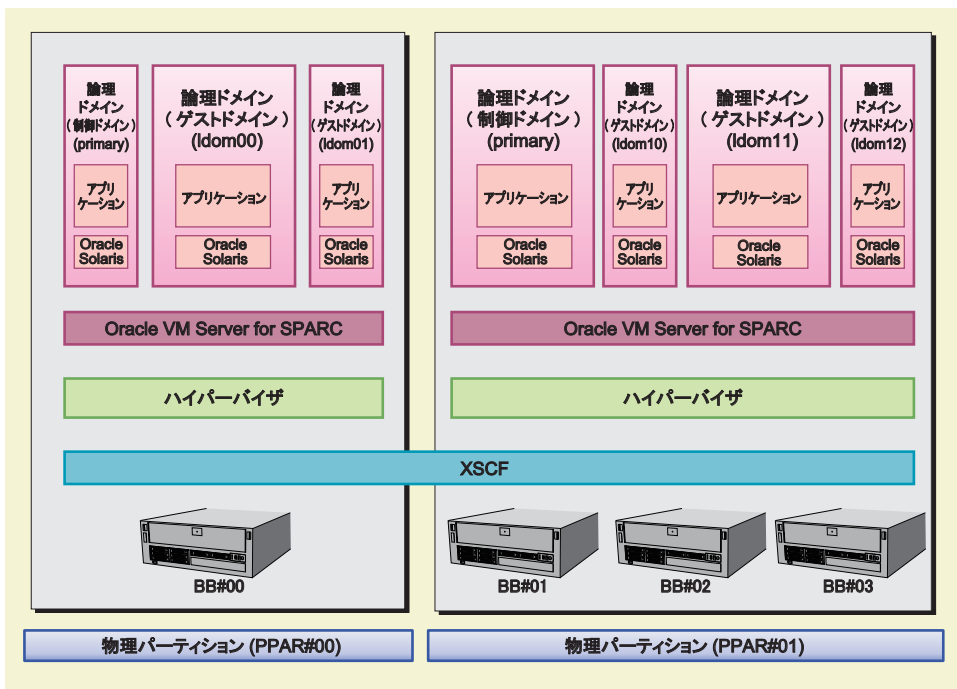 論理
ドメイン
(制御ドメイン)
(primary)
アプリ
ケーション
Oracle
Solaris
論理ドメイン
(ゲストドメイン)
(ldom00)
アプリケーション
Oracle
Solaris
論理
ドメイン
(ゲストドメイン)
(ldom01)
アプリ
ケーション
Oracle
Solaris
Oracle VM Server for SPARC
ハイパーバイザ
論理ドメイン
(制御ドメイン)
(primary)
アプリケーション
Oracle
Solaris
論理
ドメイン
(ゲストドメイン)
(ldom10)
アプリ
ケーション
Oracle
Solaris
論理ドメイン
(ゲストドメイン)
(ldom11)
アプリケーション
Oracle
Solaris
論理
ドメイン
(ゲストドメイン)
(ldom12)
アプリ
ケーション
Oracle
Solaris
Oracle VM Server for SPARC
ハイパーバイザ
XSCF
BB#00
BB#01
BB#02
BB#03
物理パーティション (PPAR#00)
物理パーティション (PPAR#01)